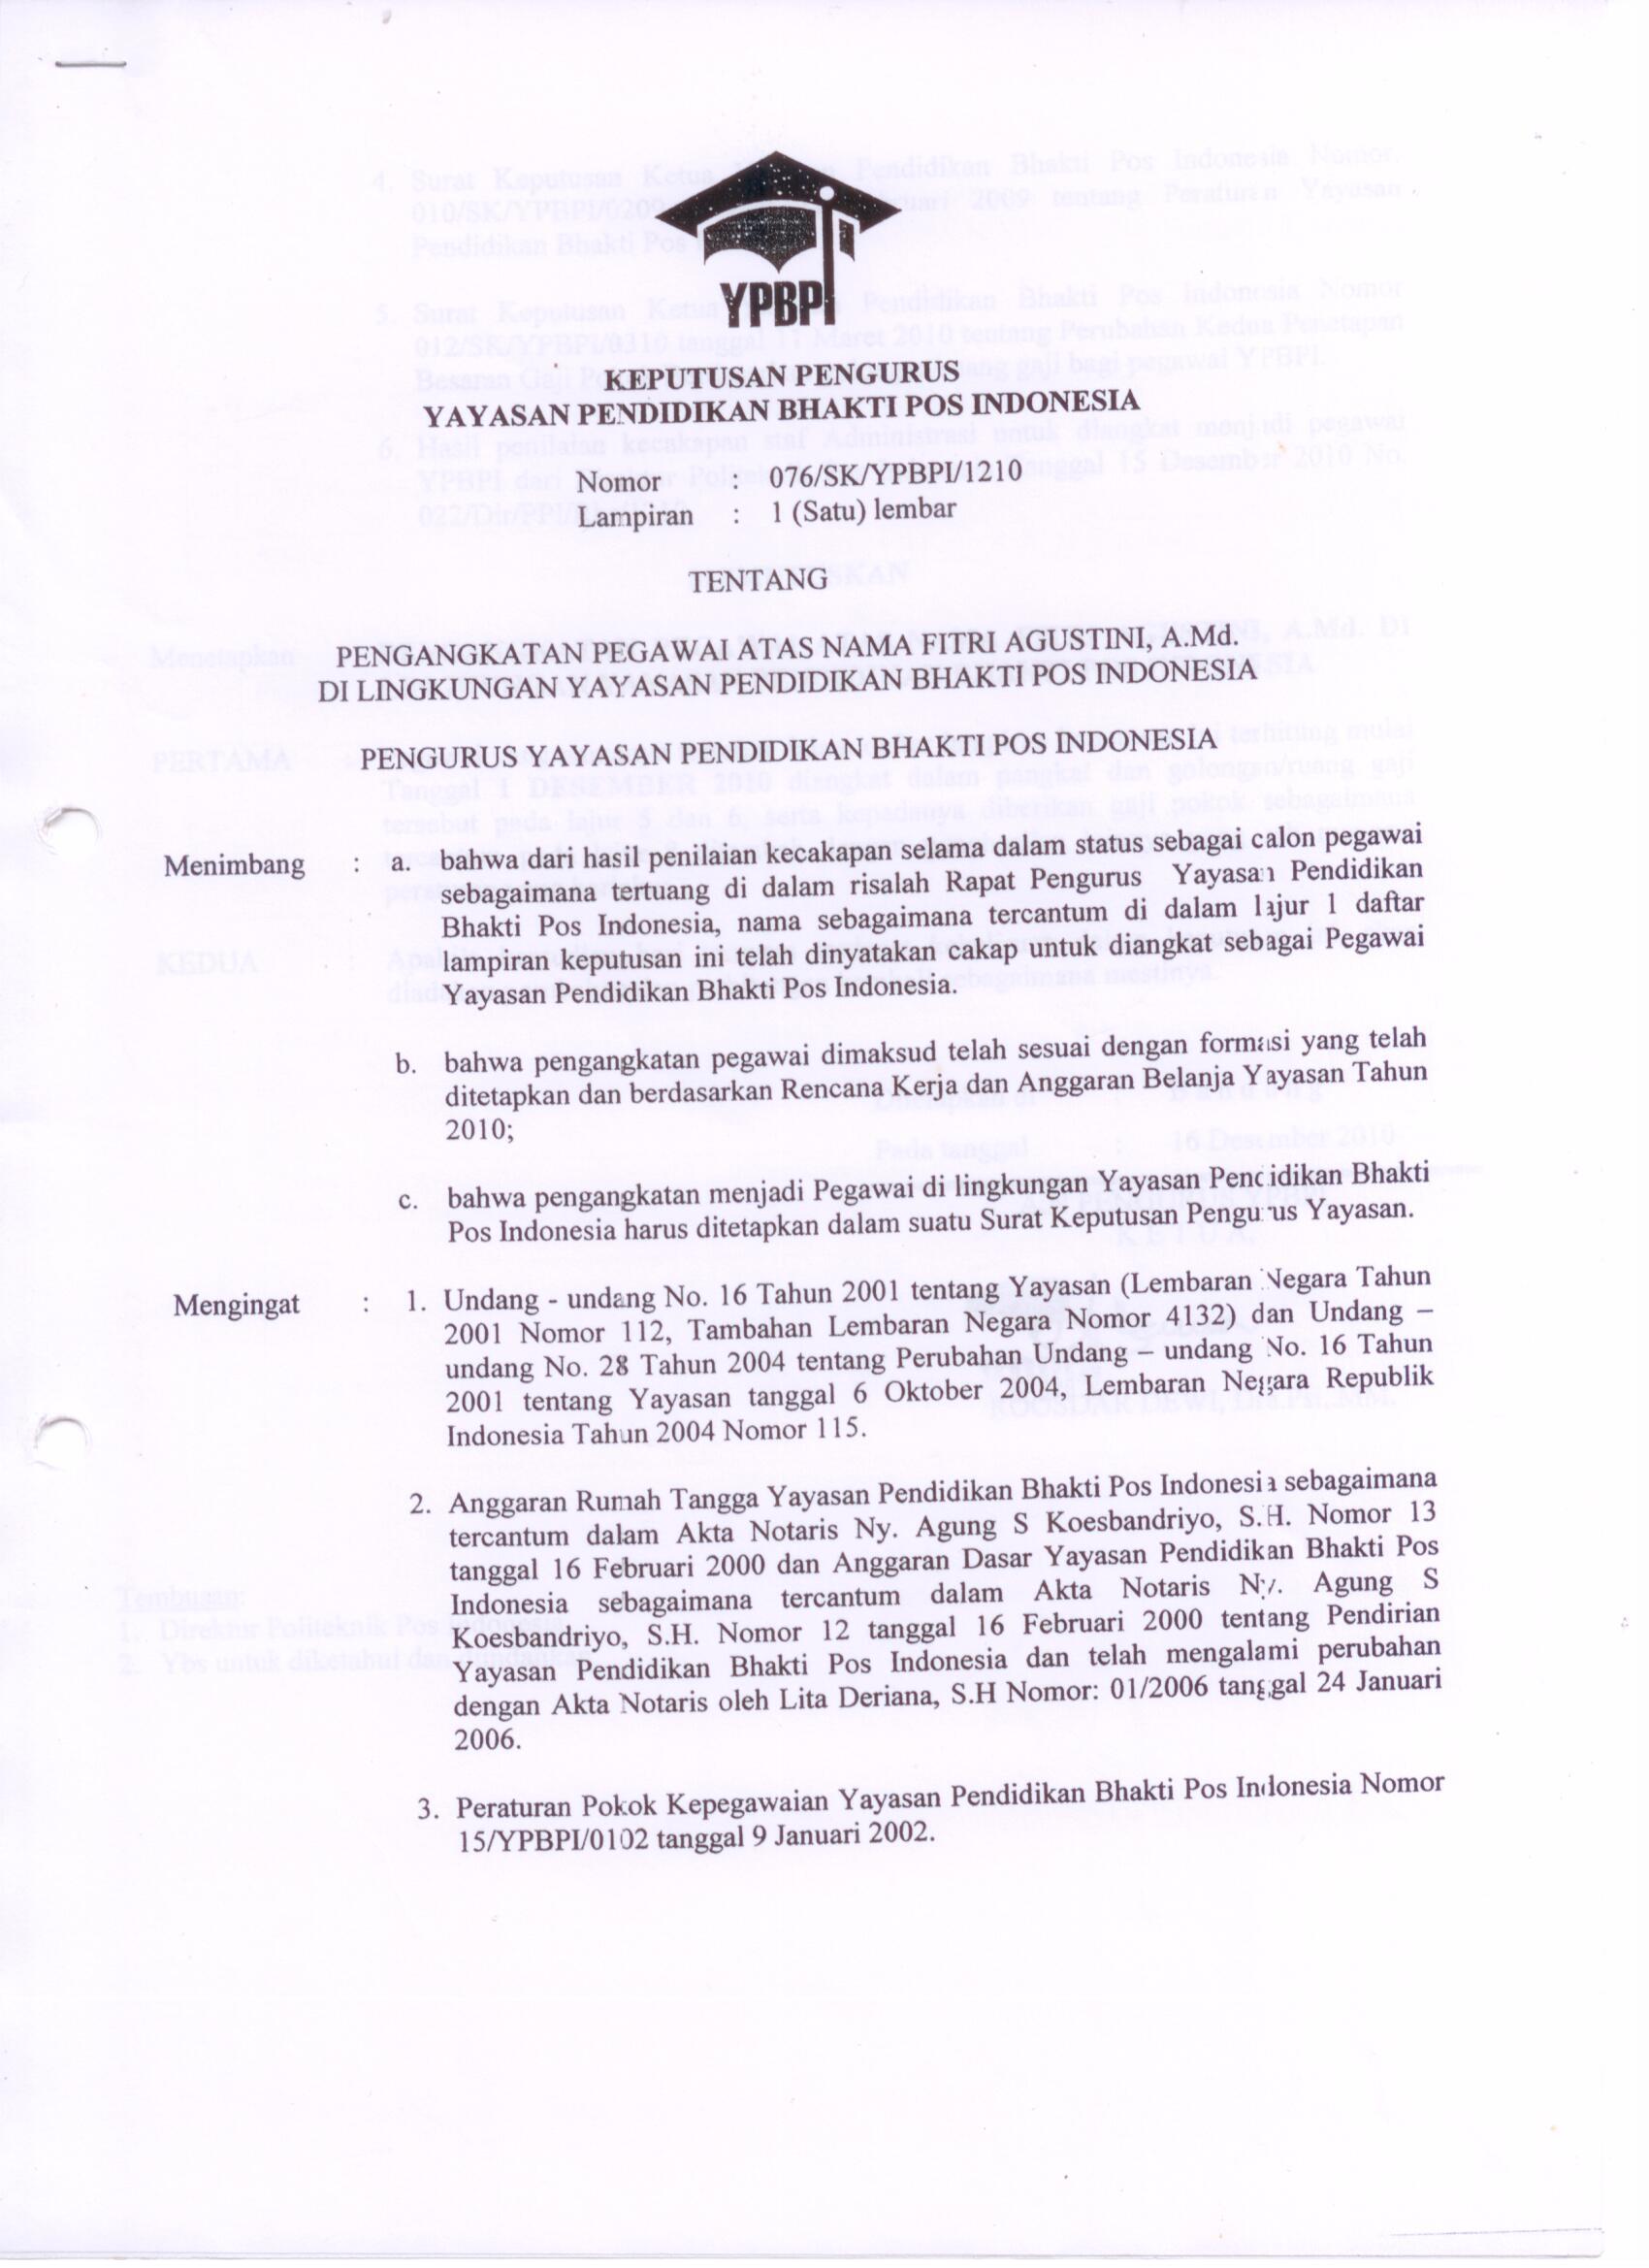 YPBPI
KEPUTUSAN PENGURUS
YAYASAN PENDIDIKAN BHAKTI POS INDONESIA
Nomor : 076/SK/YPBPI/1210
Lampiran : 1 (Satu) lembar
TENTANG
PENGANGKATAN PEGAWAI ATAS NAMA FITRI AGUSTINI, A.Md.
DI LINGKUNGAN YAYASAN PENDIDIKAN BHAKTI POS INDONESIA
PENGURUS YAYASAN PENDIDIKAN BHAKTI POS INDONESIA
Menimbang : a. bahwa dari hasil penilaian kecakapan selama dalam status sebagai calon pegawai
sebagaimana tertuang di dalam risalah Rapat Pengurus Yayasan Pendidikan
Bhakti Pos Indonesia, nama sebagaimana tercantum di dalam lajur 1 daftar
lampiran keputusan ini telah dinyatakan cakap untuk diangkat sebagai Pegawai
Yayasan Pendidikan Bhakti Pos Indonesia.
b. bahwa pengangkatan pegawai dimaksud telah sesuai dengan formasi yang telah
ditetapkan dan berdasarkan Rencana Kerja dan Anggaran Belanja Yayasan Tahun
2010;
c. bahwa pengangkatan menjadi Pegawai di lingkungan Yayasan Pendidikan Bhakti
Pos Indonesia harus ditetapkan dalam suatu Surat Keputusan Pengurus Yayasan.
Mengingat : 1. Undang - undang No. 16 Tahun 2001 tentang Yayasan (Lembaran Negara Tahun
2001 Nomor 112, Tambahan Lembaran Negara Nomor 4132) dan Undang –
undang No. 28 Tahun 2004 tentang Perubahan Undang – undang No. 16 Tahun
2001 tentang Yayasan tanggal 6 Oktober 2004, Lembaran Negara Republik
Indonesia Tahun 2004 Nomor 115.
2. Anggaran Rumah Tangga Yayasan Pendidikan Bhakti Pos Indonesia sebagaimana
tercantum dalam Akta Notaris Ny. Agung S Koesbandriyo, S.H. Nomor 13
tanggal 16 Februari 2000 dan Anggaran Dasar Yayasan Pendidikan Bhakti Pos
Indonesia sebagaimana tercantum dalam Akta Notaris Ny. Agung S
Koesbandriyo, S.H. Nomor 12 tanggal 16 Februari 2000 tentang Pendirian
Yayasan Pendidikan Bhakti Pos Indonesia dan telah mengalami perubahan
dengan Akta Notaris oleh Lita Deriana, S.H Nomor: 01/2006 tanggal 24 Januari
2006.
3. Peraturan Pokok Kepegawaian Yayasan Pendidikan Bhakti Pos Indonesia Nomor
15/YPBPI/0102 tanggal 9 Januari 2002.